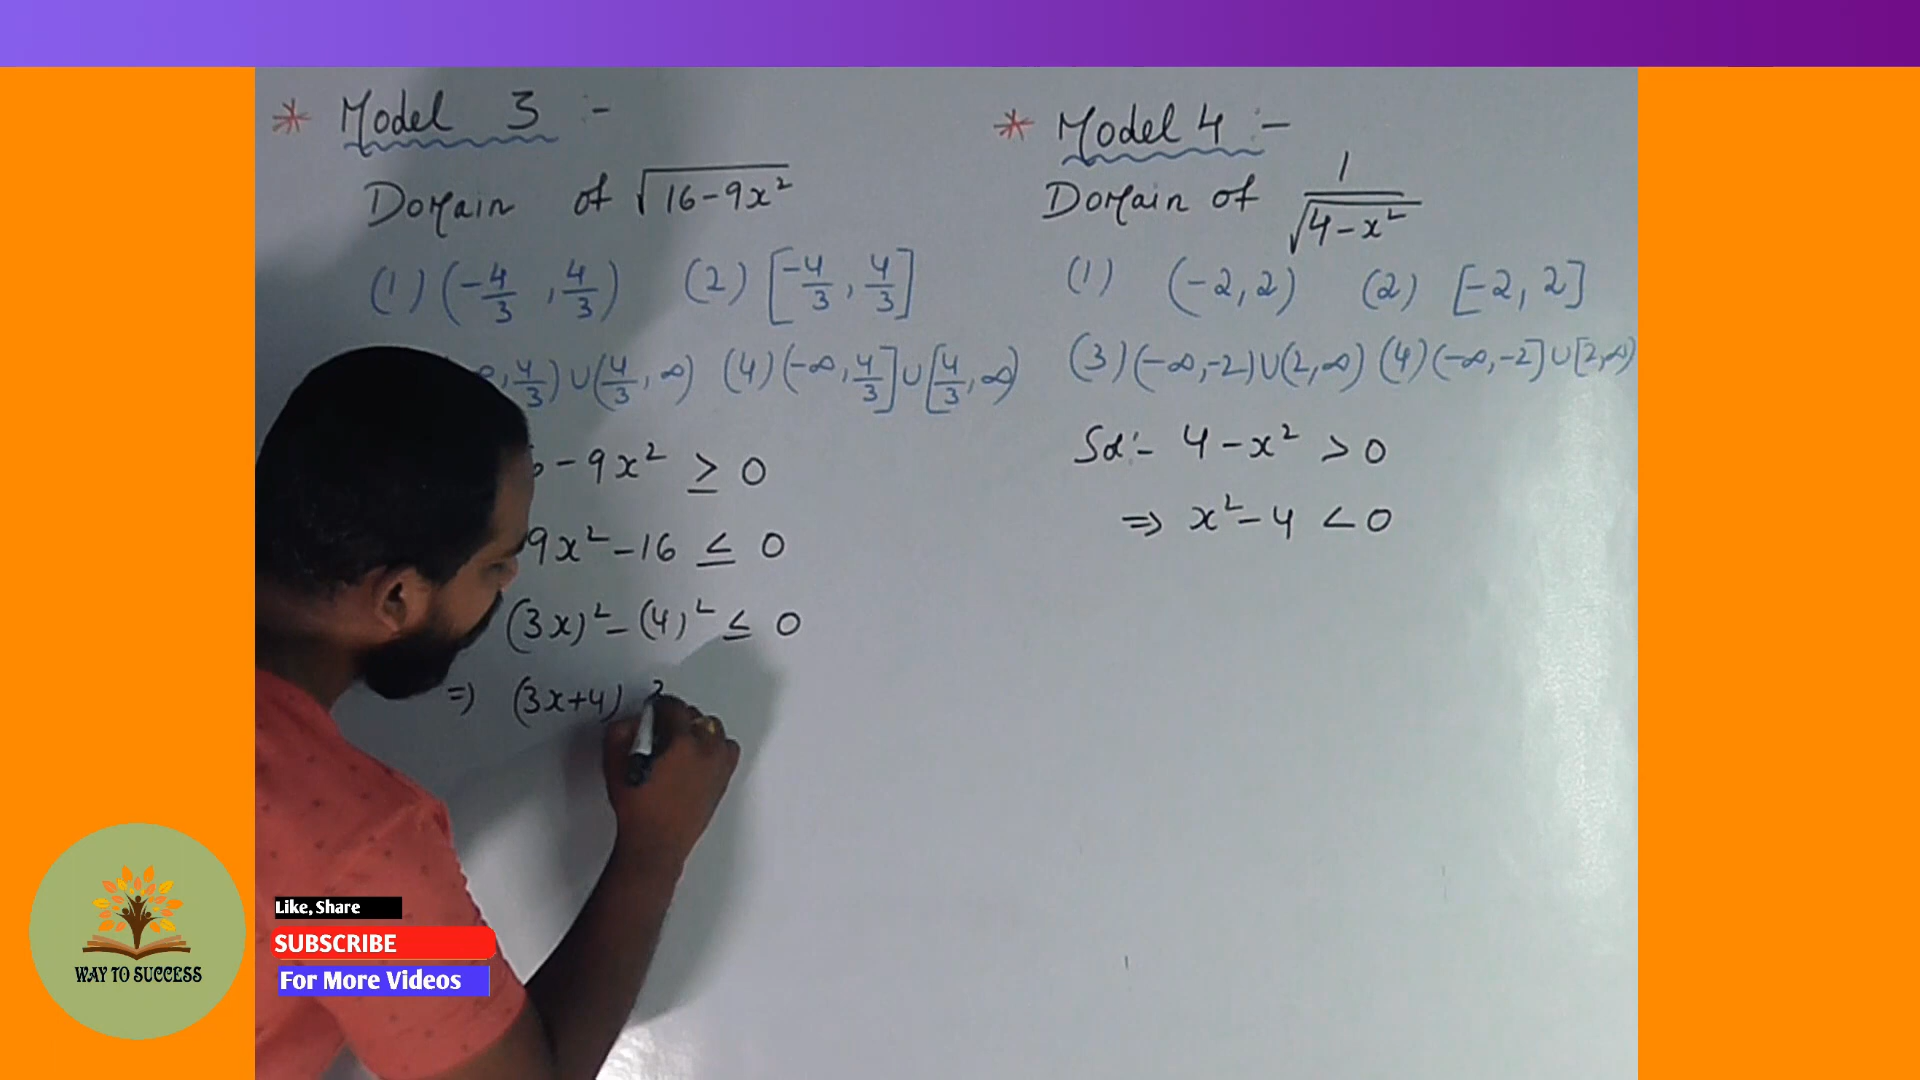 * Model 3 :-
Domain of √(16-9x²)
(1) (-4/3, 4/3) (2) [-4/3, 4/3]
, 4/3) ∪ (4/3, ∞) (4) (-∞, 4/3] ∪ [4/3, ∞)
- 9x² ≥ 0
9x² - 16 ≤ 0
(3x)² - (4)² ≤ 0
⇒ (3x+4)
* Model 4 :-
Domain of 1/√(4-x²)
(1) (-2, 2) (2) [-2, 2]
(3) (-∞, -2) ∪ (2, ∞) (4) (-∞, -2] ∪ [2, ∞)
Sol:- 4 - x² > 0
⇒ x² - 4 < 0
WAY TO SUCCESS
Like, Share
SUBSCRIBE
For More Videos